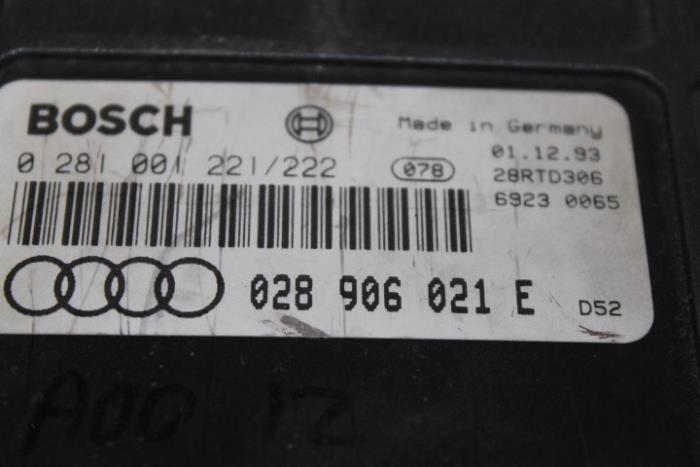 BOSCH
Made in Germany
0 281 001 221/222
078
01.12.93
28RTD306
6923 0065
028 906 021 E
D52
A00 12